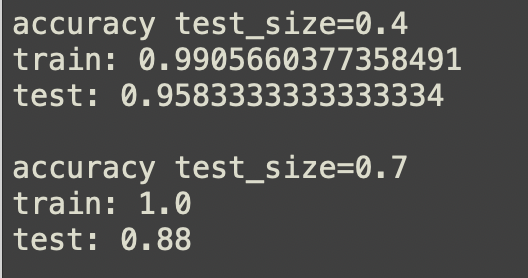 accuracy test_size=0.4
train: 0.9905660377358491
test: 0.9583333333333334
accuracy test_size=0.7
train: 1.0
test: 0.88